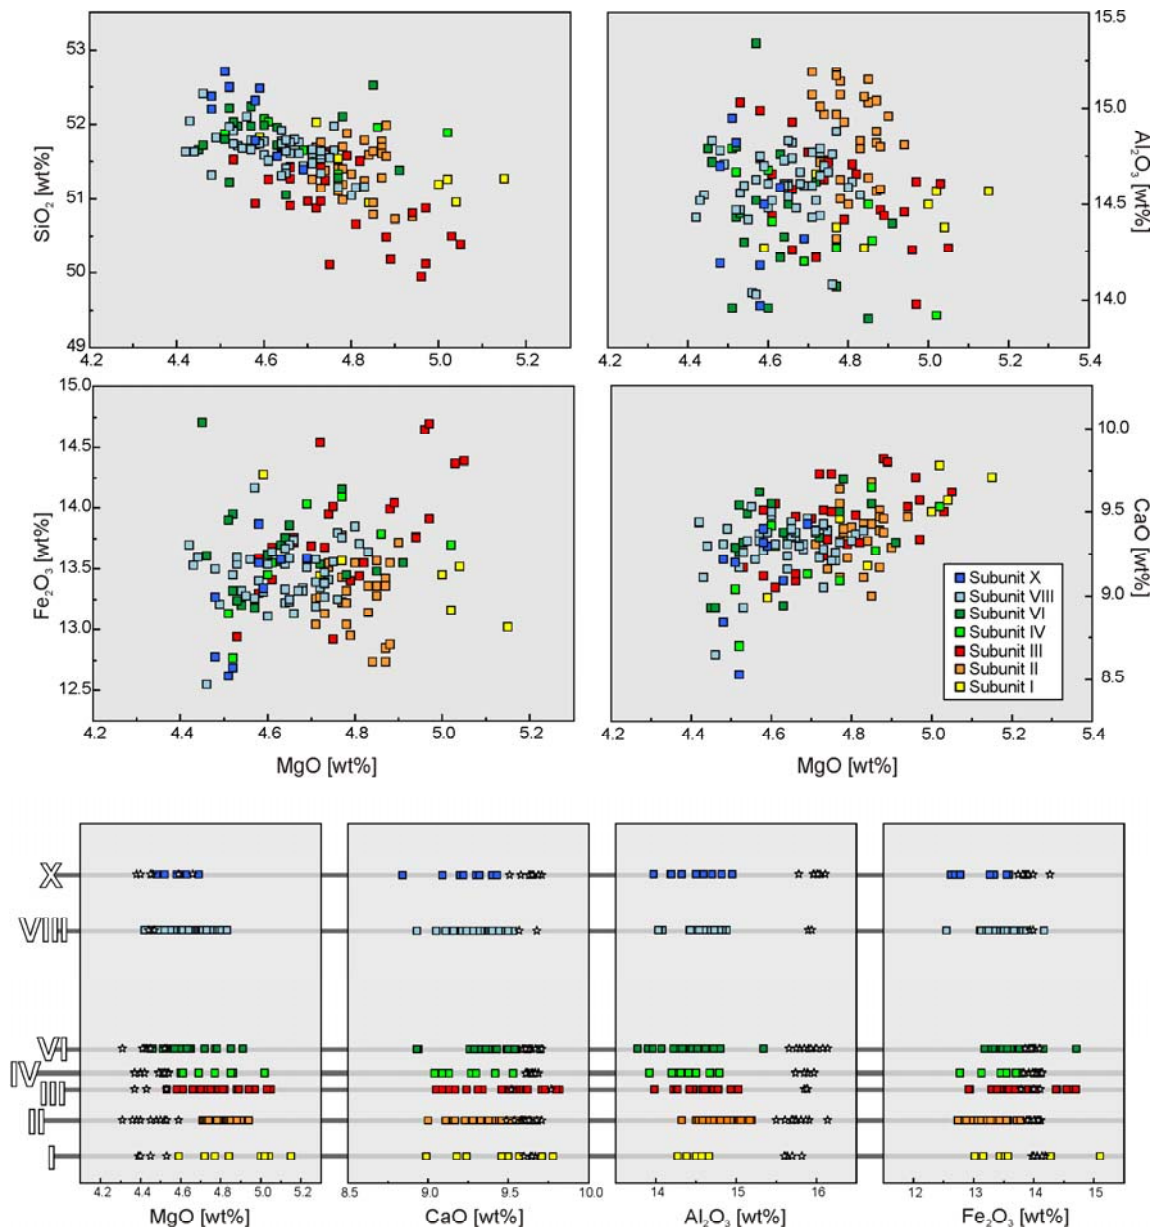 53
52
51
50
49
SiO2 [wt%]
4.2 4.4 4.6 4.8 5.0 5.2
15.5
15.0
14.5
14.0
Al2O3 [wt%]
4.2 4.4 4.6 4.8 5.0 5.2 5.4
15.0
14.5
14.0
13.5
13.0
12.5
Fe2O3 [wt%]
4.2 4.4 4.6 4.8 5.0 5.2
MgO [wt%]
10.0
9.5
9.0
8.5
CaO [wt%]
Subunit X
Subunit VIII
Subunit VI
Subunit IV
Subunit III
Subunit II
Subunit I
4.2 4.4 4.6 4.8 5.0 5.2 5.4
MgO [wt%]
X
VIII
VI
IV
III
II
I
4.2 4.4 4.6 4.8 5.0 5.2
MgO [wt%]
8.5 9.0 9.5 10.0
CaO [wt%]
14 15 16
Al2O3 [wt%]
12 13 14 15
Fe2O3 [wt%]